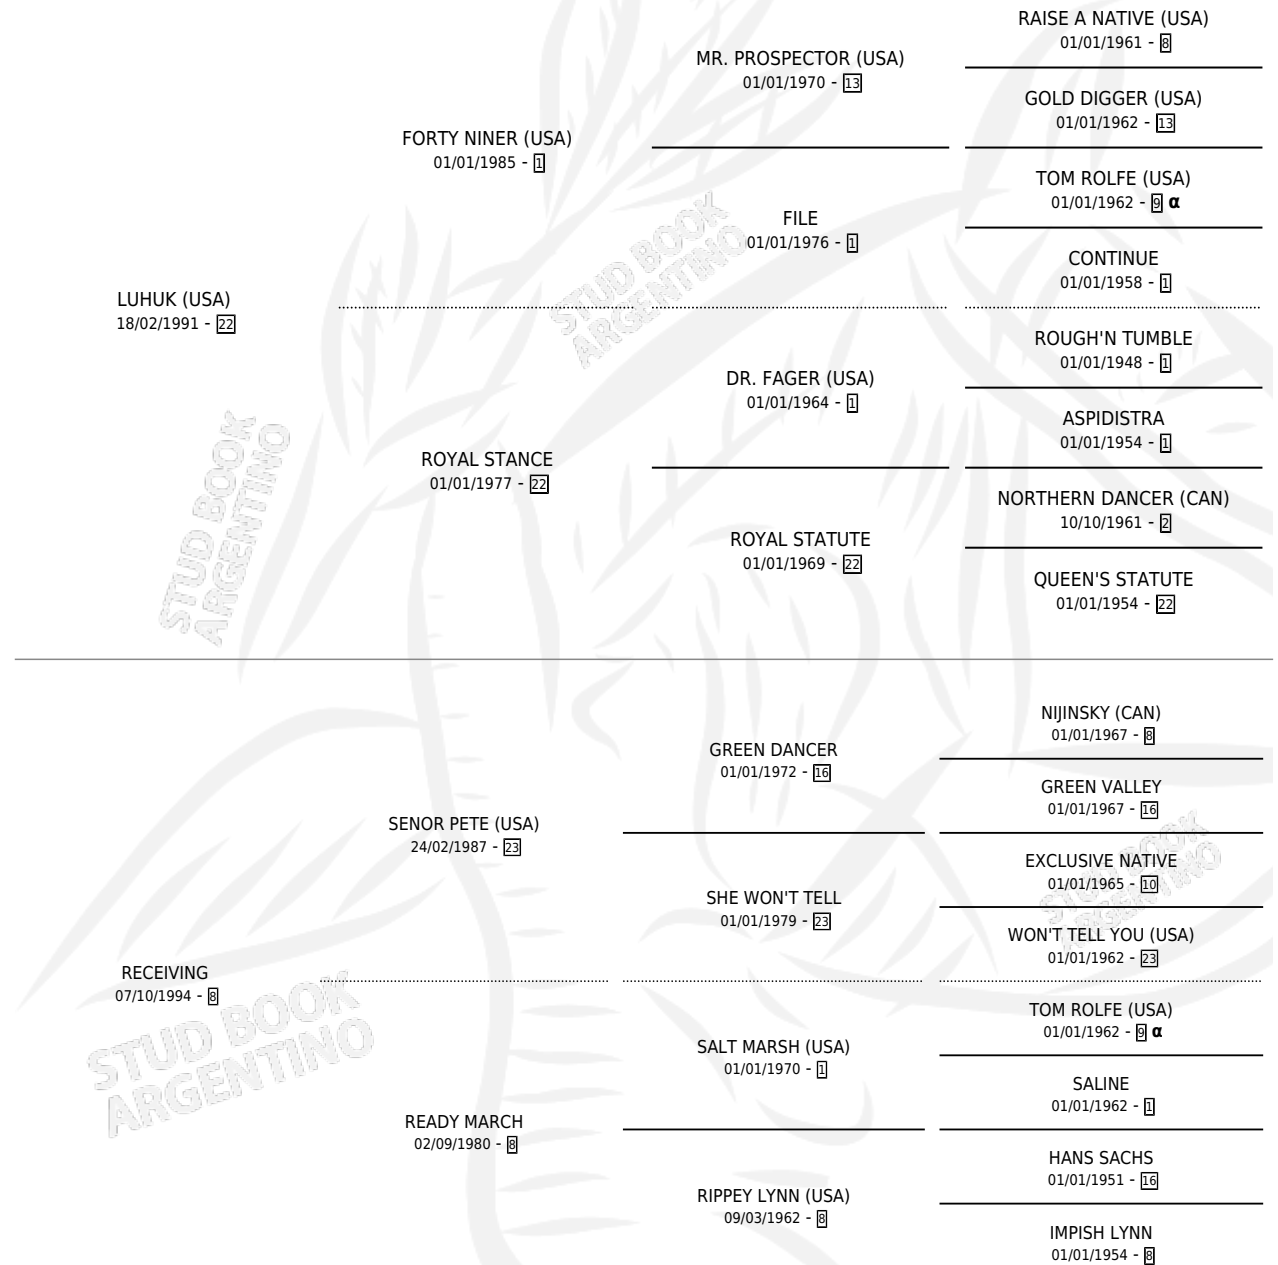 RAISE A NATIVE (USA)
01/01/1961 - 8
MR. PROSPECTOR (USA)
01/01/1970 - 13
GOLD DIGGER (USA)
01/01/1962 - 13
FORTY NINER (USA)
01/01/1985 - 1
TOM ROLFE (USA)
01/01/1962 - 9 α
FILE
01/01/1976 - 1
CONTINUE
01/01/1958 - 1
LUHUK (USA)
18/02/1991 - 22
ROUGH'N TUMBLE
01/01/1948 - 1
DR. FAGER (USA)
01/01/1964 - 1
ASPIDISTRA
01/01/1954 - 1
ROYAL STANCE
01/01/1977 - 22
NORTHERN DANCER (CAN)
10/10/1961 - 2
ROYAL STATUTE
01/01/1969 - 22
QUEEN'S STATUTE
01/01/1954 - 22
STUD BOOK
ARGENTINO
STUD BOOK
ARGENTINO
NIJINSKY (CAN)
01/01/1967 - 8
GREEN DANCER
01/01/1972 - 16
GREEN VALLEY
01/01/1967 - 16
SENOR PETE (USA)
24/02/1987 - 23
EXCLUSIVE NATIVE
01/01/1965 - 10
SHE WON'T TELL
01/01/1979 - 23
WON'T TELL YOU (USA)
01/01/1962 - 23
RECEIVING
07/10/1994 - 8
TOM ROLFE (USA)
01/01/1962 - 9 α
SALT MARSH (USA)
01/01/1970 - 1
SALINE
01/01/1962 - 1
READY MARCH
02/09/1980 - 8
HANS SACHS
01/01/1951 - 16
RIPPEY LYNN (USA)
09/03/1962 - 8
IMPISH LYNN
01/01/1954 - 8
STUD BOOK
ARGENTINO
STUD BOOK
ARGENTINO